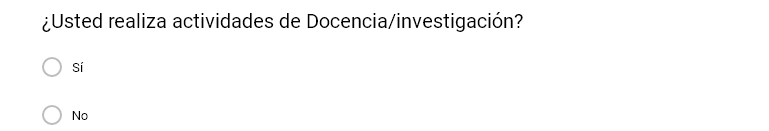 ¿Usted realiza actividades de Docencia/investigación?
Sí
No